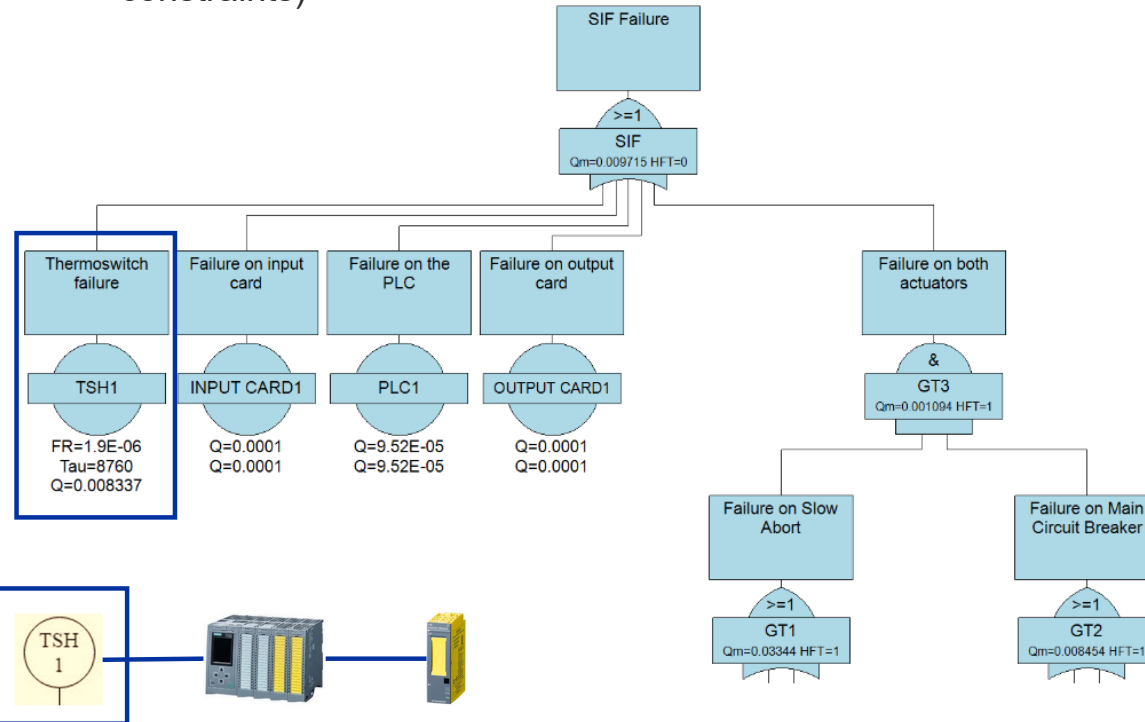 constraints)
SIF Failure
>=1
SIF
Qm=0.009715 HFT=0
Thermoswitch
failure
Failure on input
card
Failure on the
PLC
Failure on output
card
Failure on both
actuators
TSH1
INPUT CARD1
PLC1
OUTPUT CARD1
&
GT3
Qm=0.001094 HFT=1
FR=1.9E-06
Tau=8760
Q=0.008337
Q=0.0001
Q=0.0001
Q=9.52E-05
Q=9.52E-05
Q=0.0001
Q=0.0001
Failure on Slow
Abort
Failure on Main
Circuit Breaker
>=1
GT1
Qm=0.03344 HFT=1
>=1
GT2
Qm=0.008454 HFT=1
TSH
1